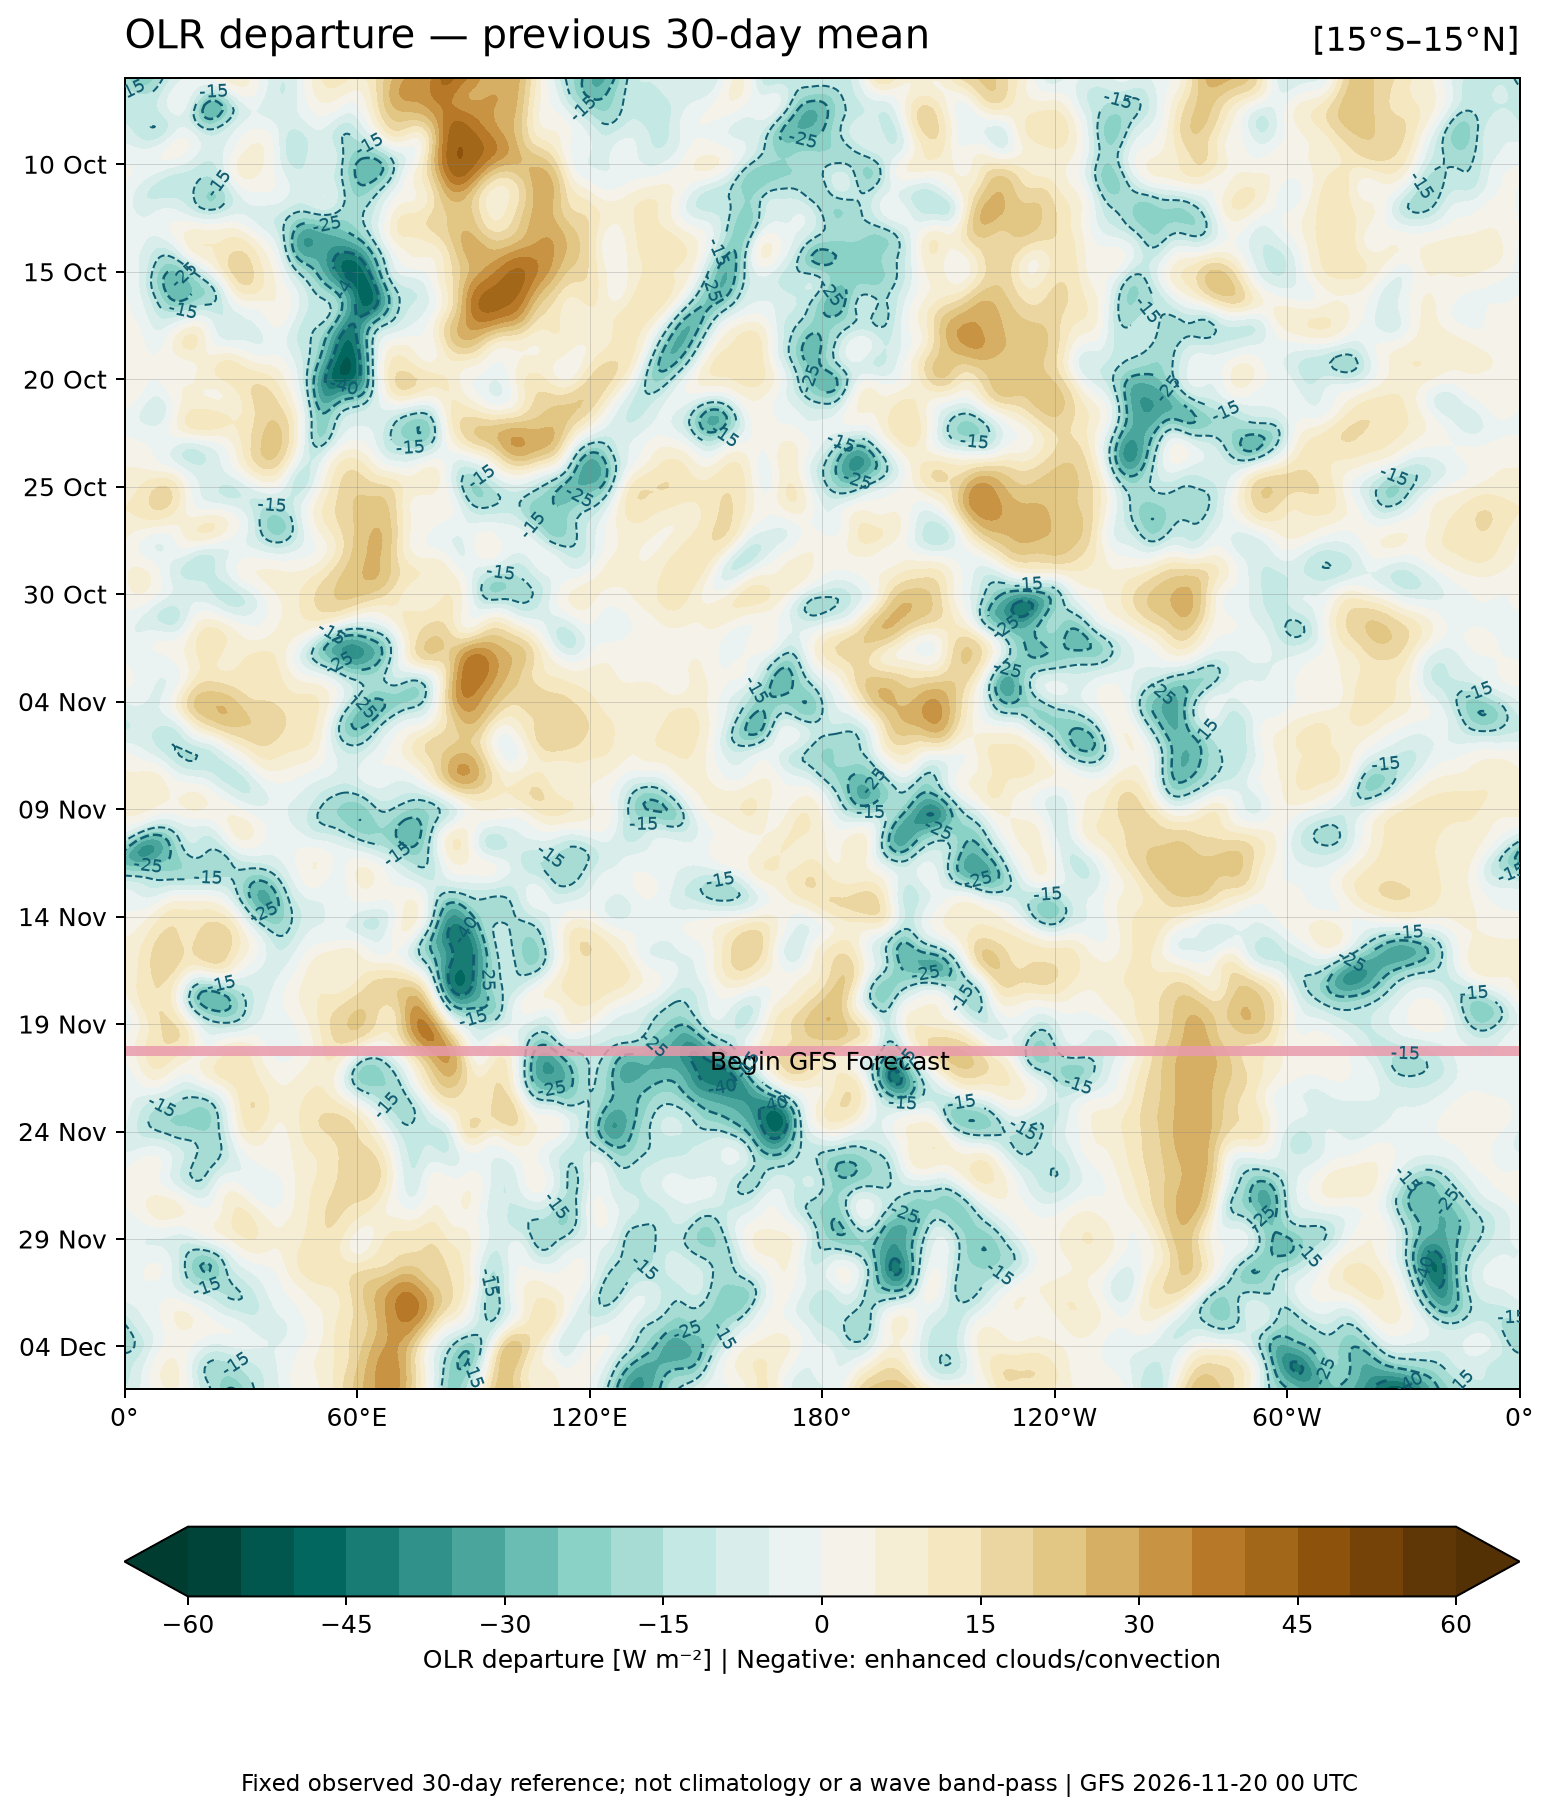 OLR departure — previous 30-day mean
[15°S–15°N]
10 Oct
15 Oct
20 Oct
25 Oct
30 Oct
04 Nov
09 Nov
14 Nov
19 Nov
Begin GFS Forecast
24 Nov
29 Nov
04 Dec
0° 60°E 120°E 180° 120°W 60°W 0°
−60 −45 −30 −15 0 15 30 45 60
OLR departure [W m⁻²] | Negative: enhanced clouds/convection
Fixed observed 30-day reference; not climatology or a wave band-pass | GFS 2026-11-20 00 UTC